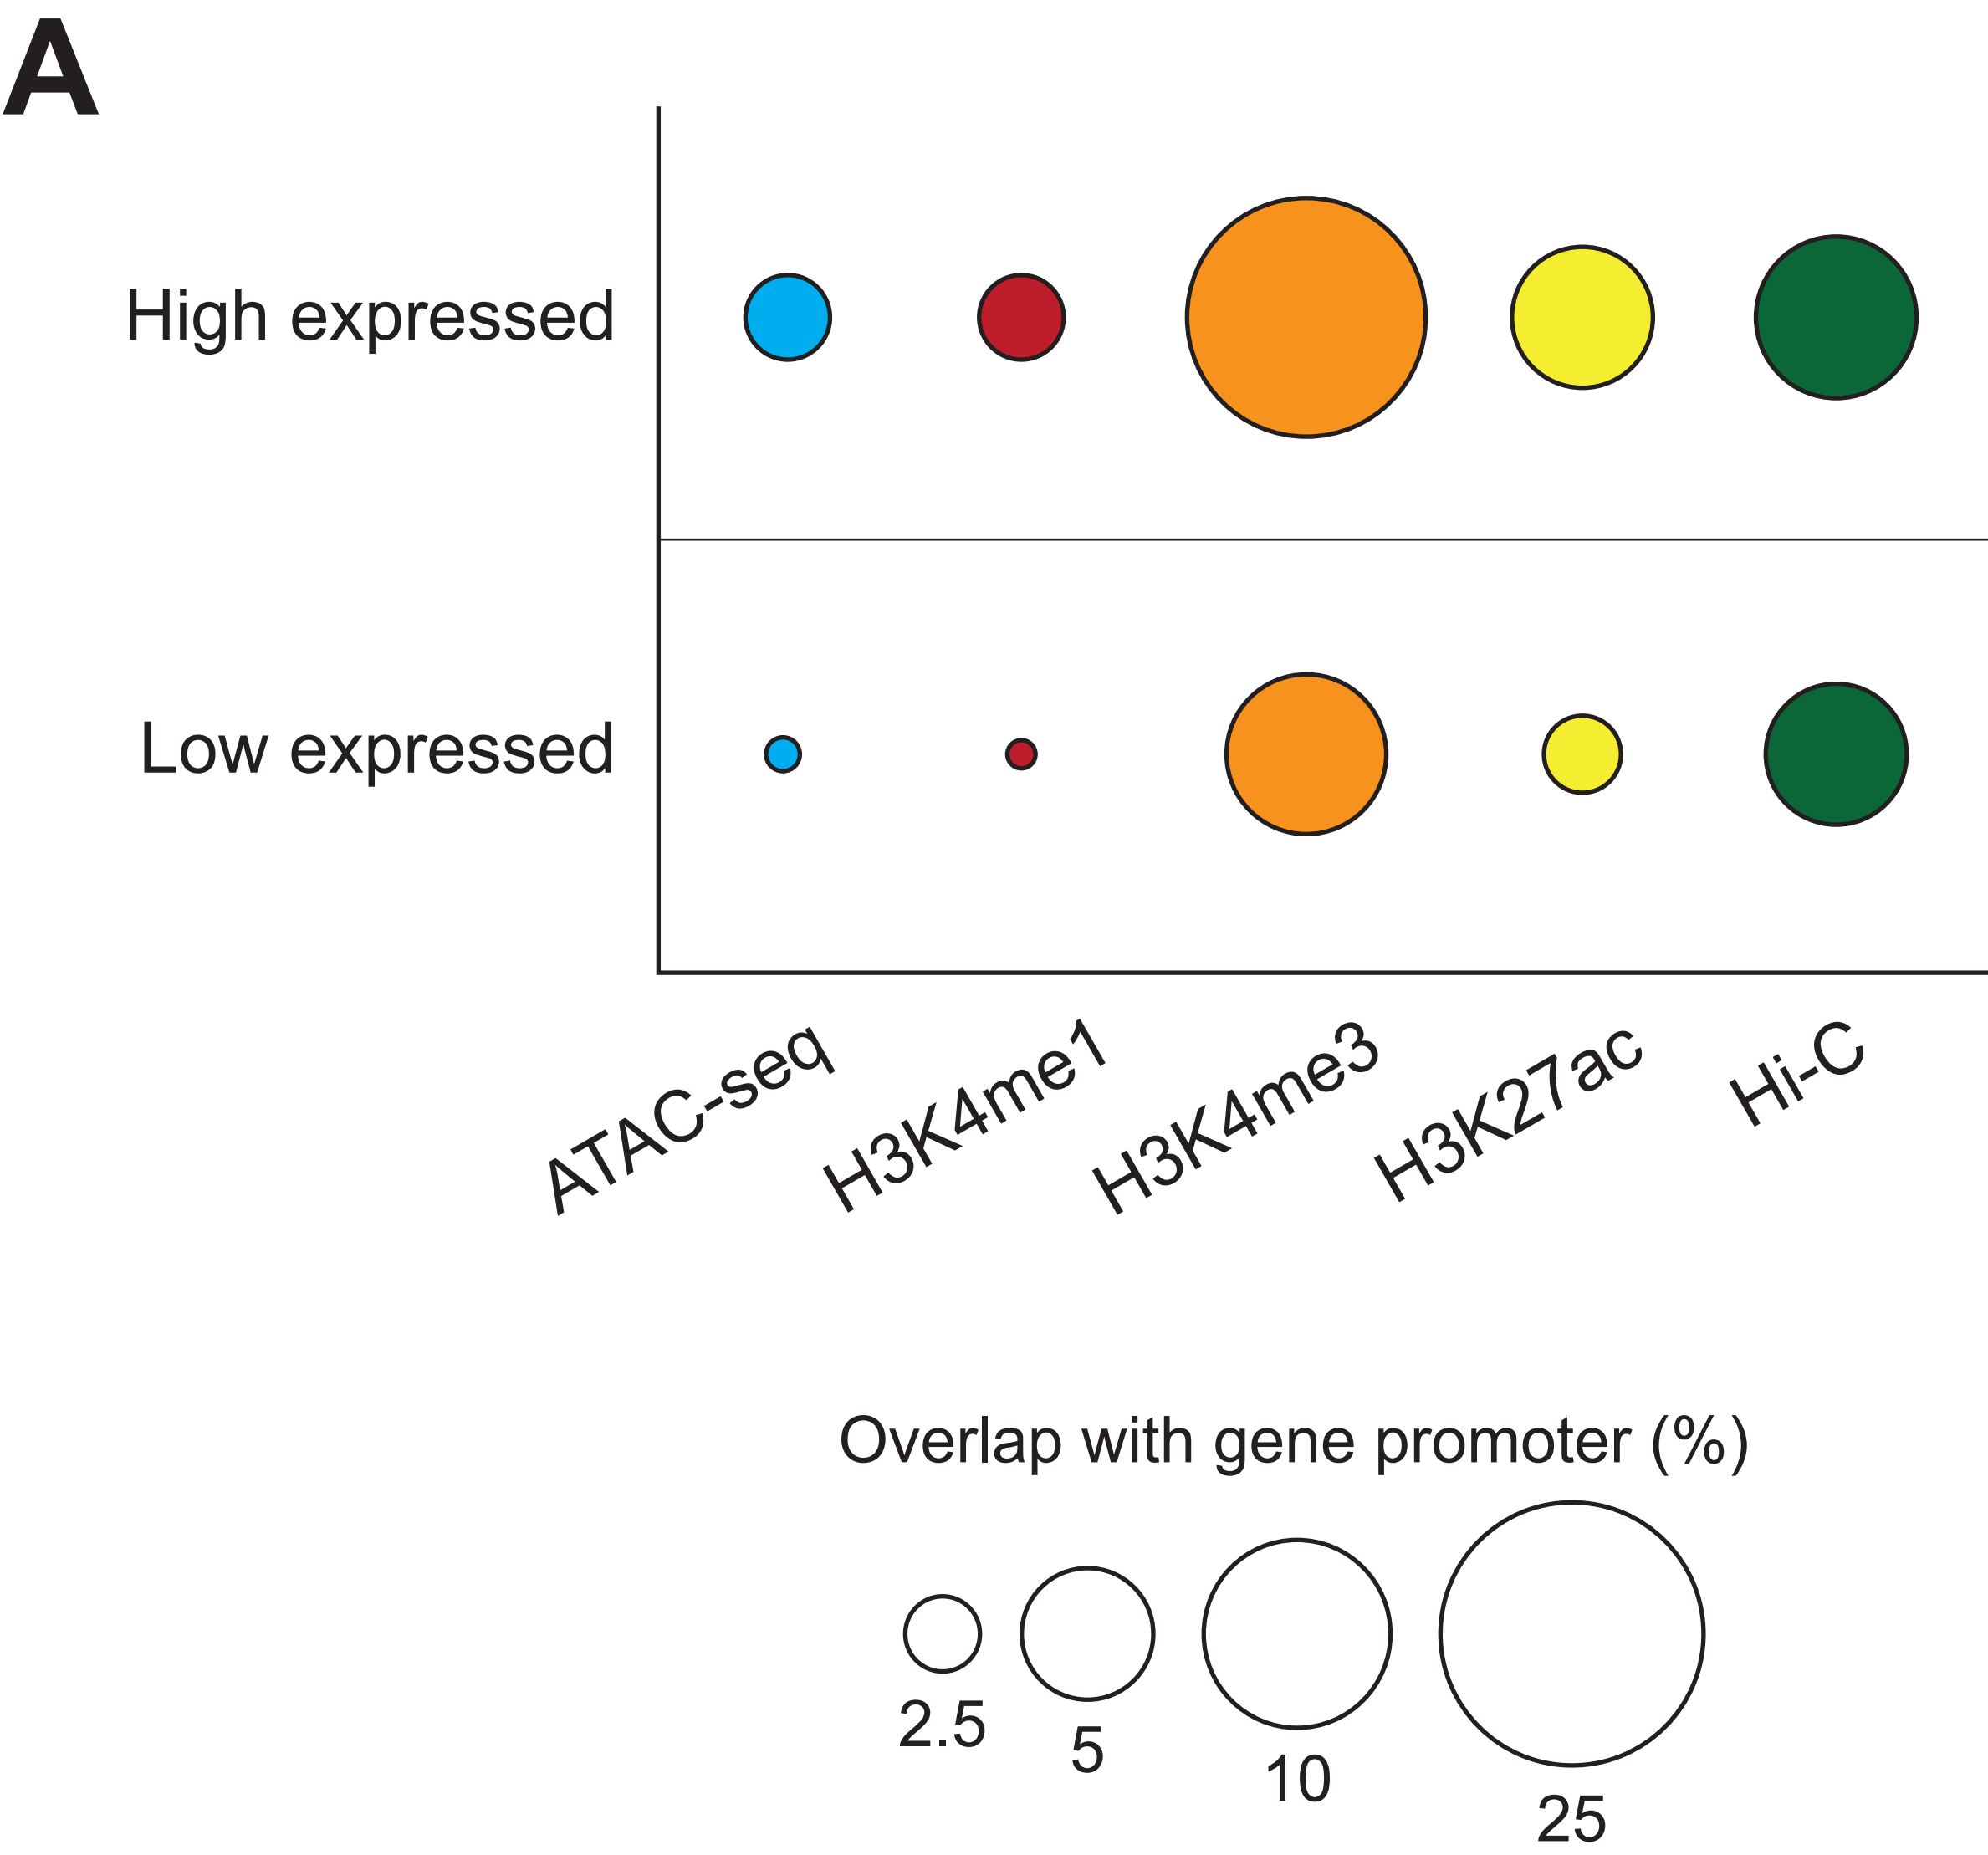 A
High expressed
Low expressed
ATAC-seq
H3K4me1
H3K4me3
H3K27ac
Hi-C
Overlap with gene promoter (%)
2.5
5
10
25